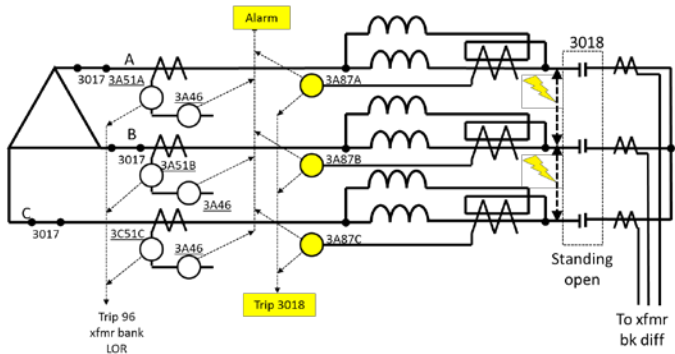 Alarm
3018
A
3017
3A51A
3A46
3A87A
B
3017
3A51B
3A46
3A87B
C
3017
3C51C
3A46
3A87C
Standing
open
Trip 96
xfmr bank
LOR
Trip 3018
To xfmr
bk diff